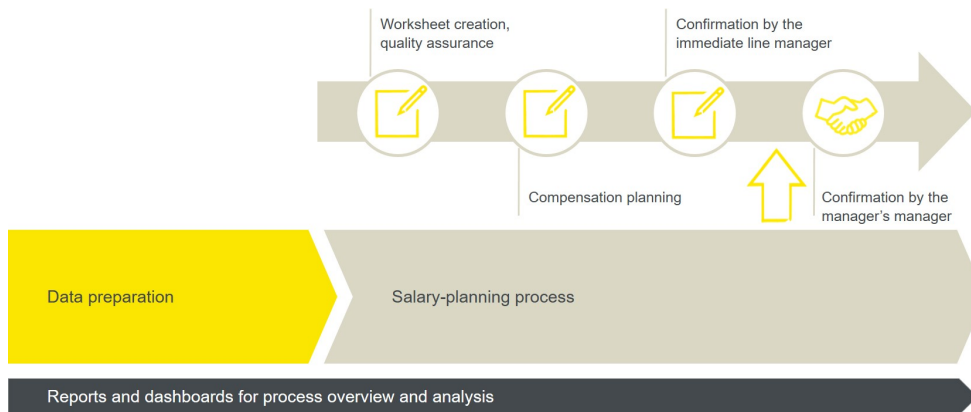 Worksheet creation,
quality assurance
Confirmation by the
immediate line manager
Compensation planning
Confirmation by the
manager’s manager
Data preparation
Salary-planning process
Reports and dashboards for process overview and analysis